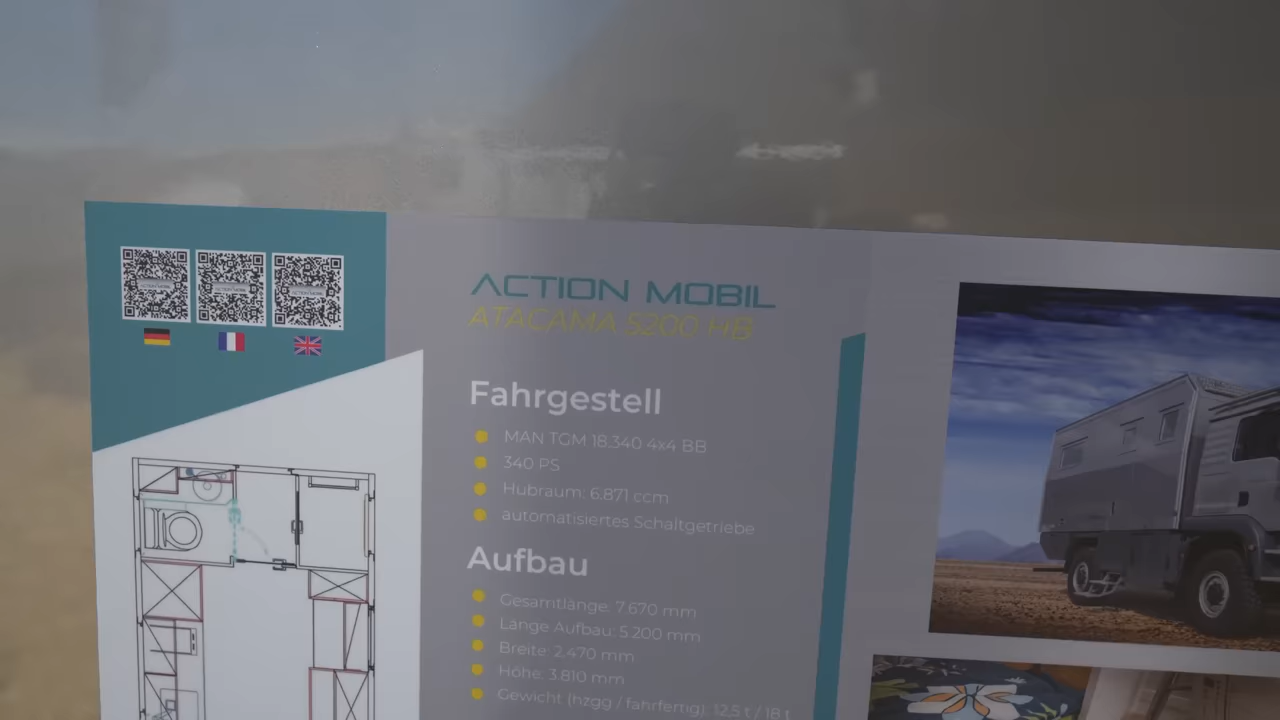 ACTION MOBIL
ATACAMA 5200 HB
Fahrgestell
MAN TGM 18.340 4x4 BB
340 PS
Hubraum: 6.871 ccm
automatisiertes Schaltgetriebe
Aufbau
Gesamtlänge: 7.670 mm
Länge Aufbau: 5.200 mm
Breite: 2.470 mm
Höhe: 3.810 mm
Gewicht (hzgg / fahrfertig): 12,5 t / 18 t